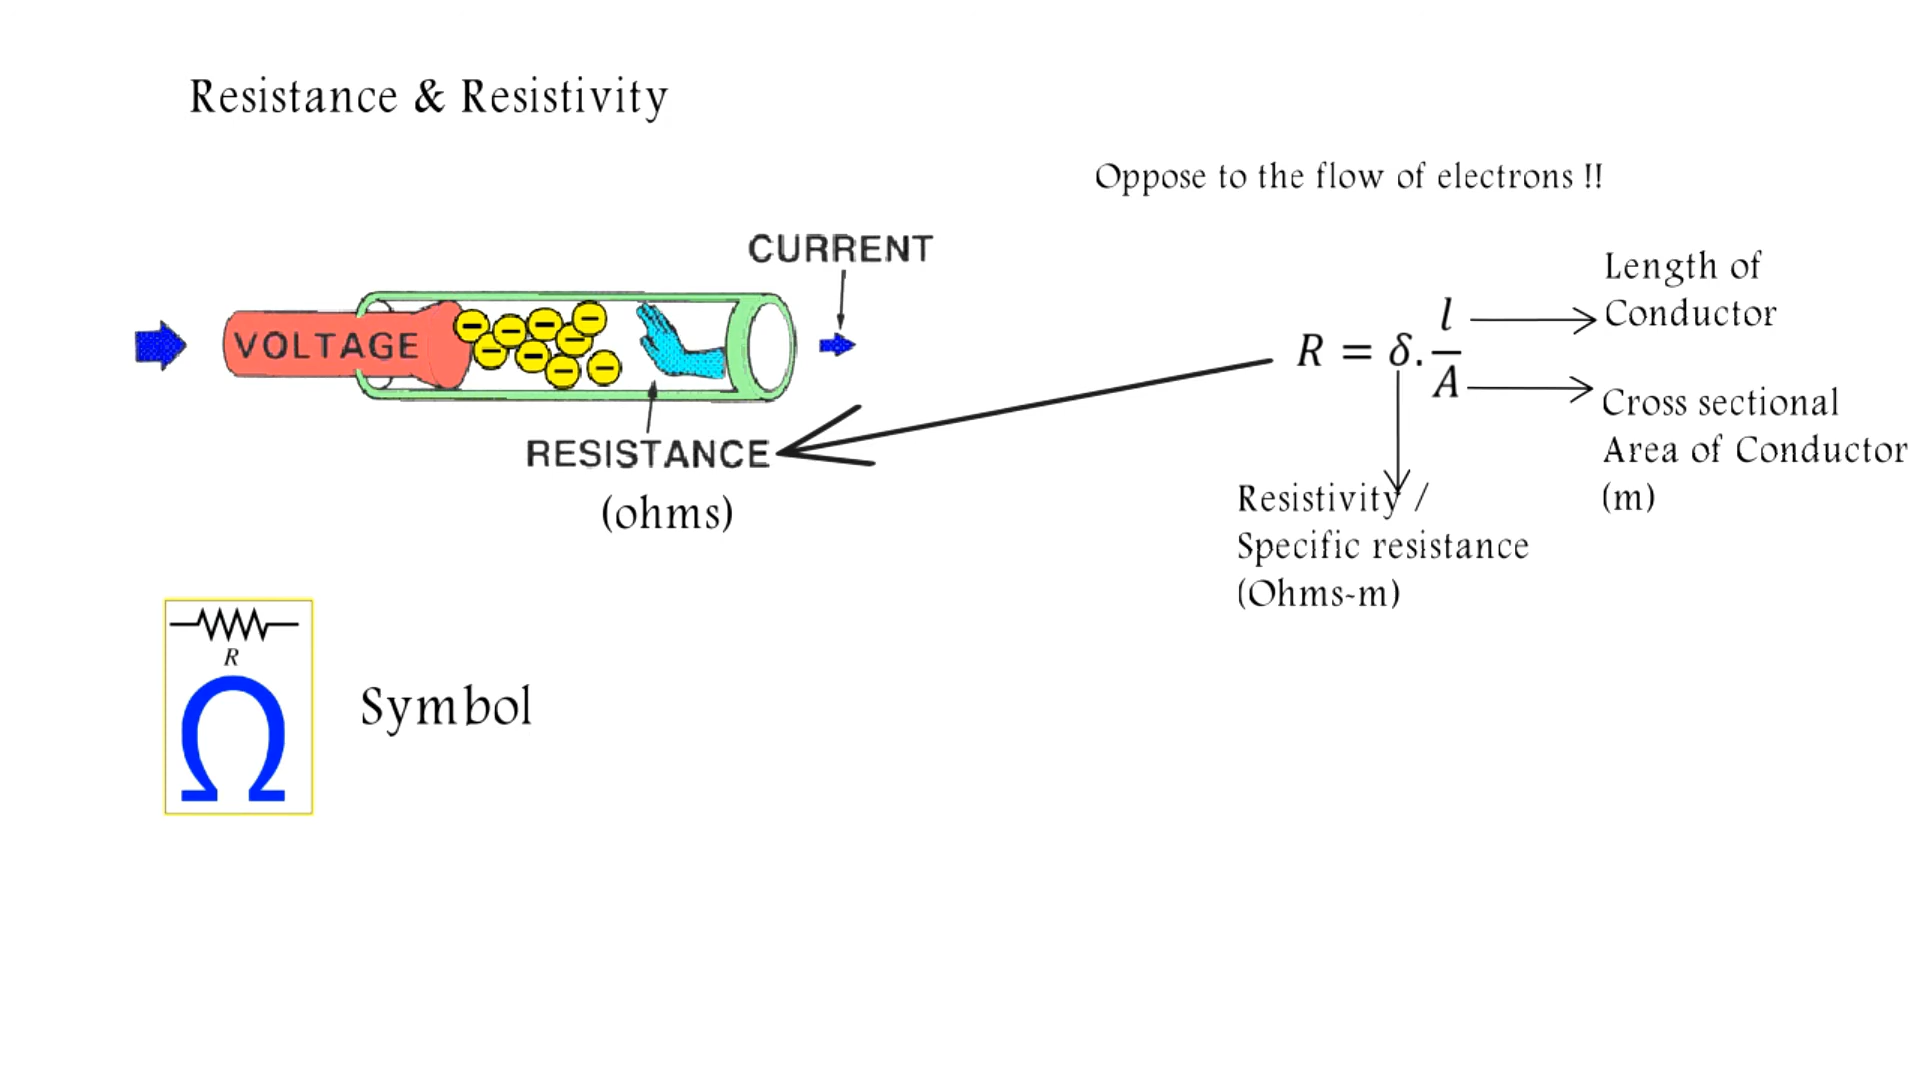 Resistance & Resistivity
Oppose to the flow of electrons !!
CURRENT
VOLTAGE
RESISTANCE
(ohms)
R = δ. l / A
Length of
Conductor
Cross sectional
Area of Conductor
(m)
Resistivity /
Specific resistance
(Ohms-m)
R
Ω
Symbol